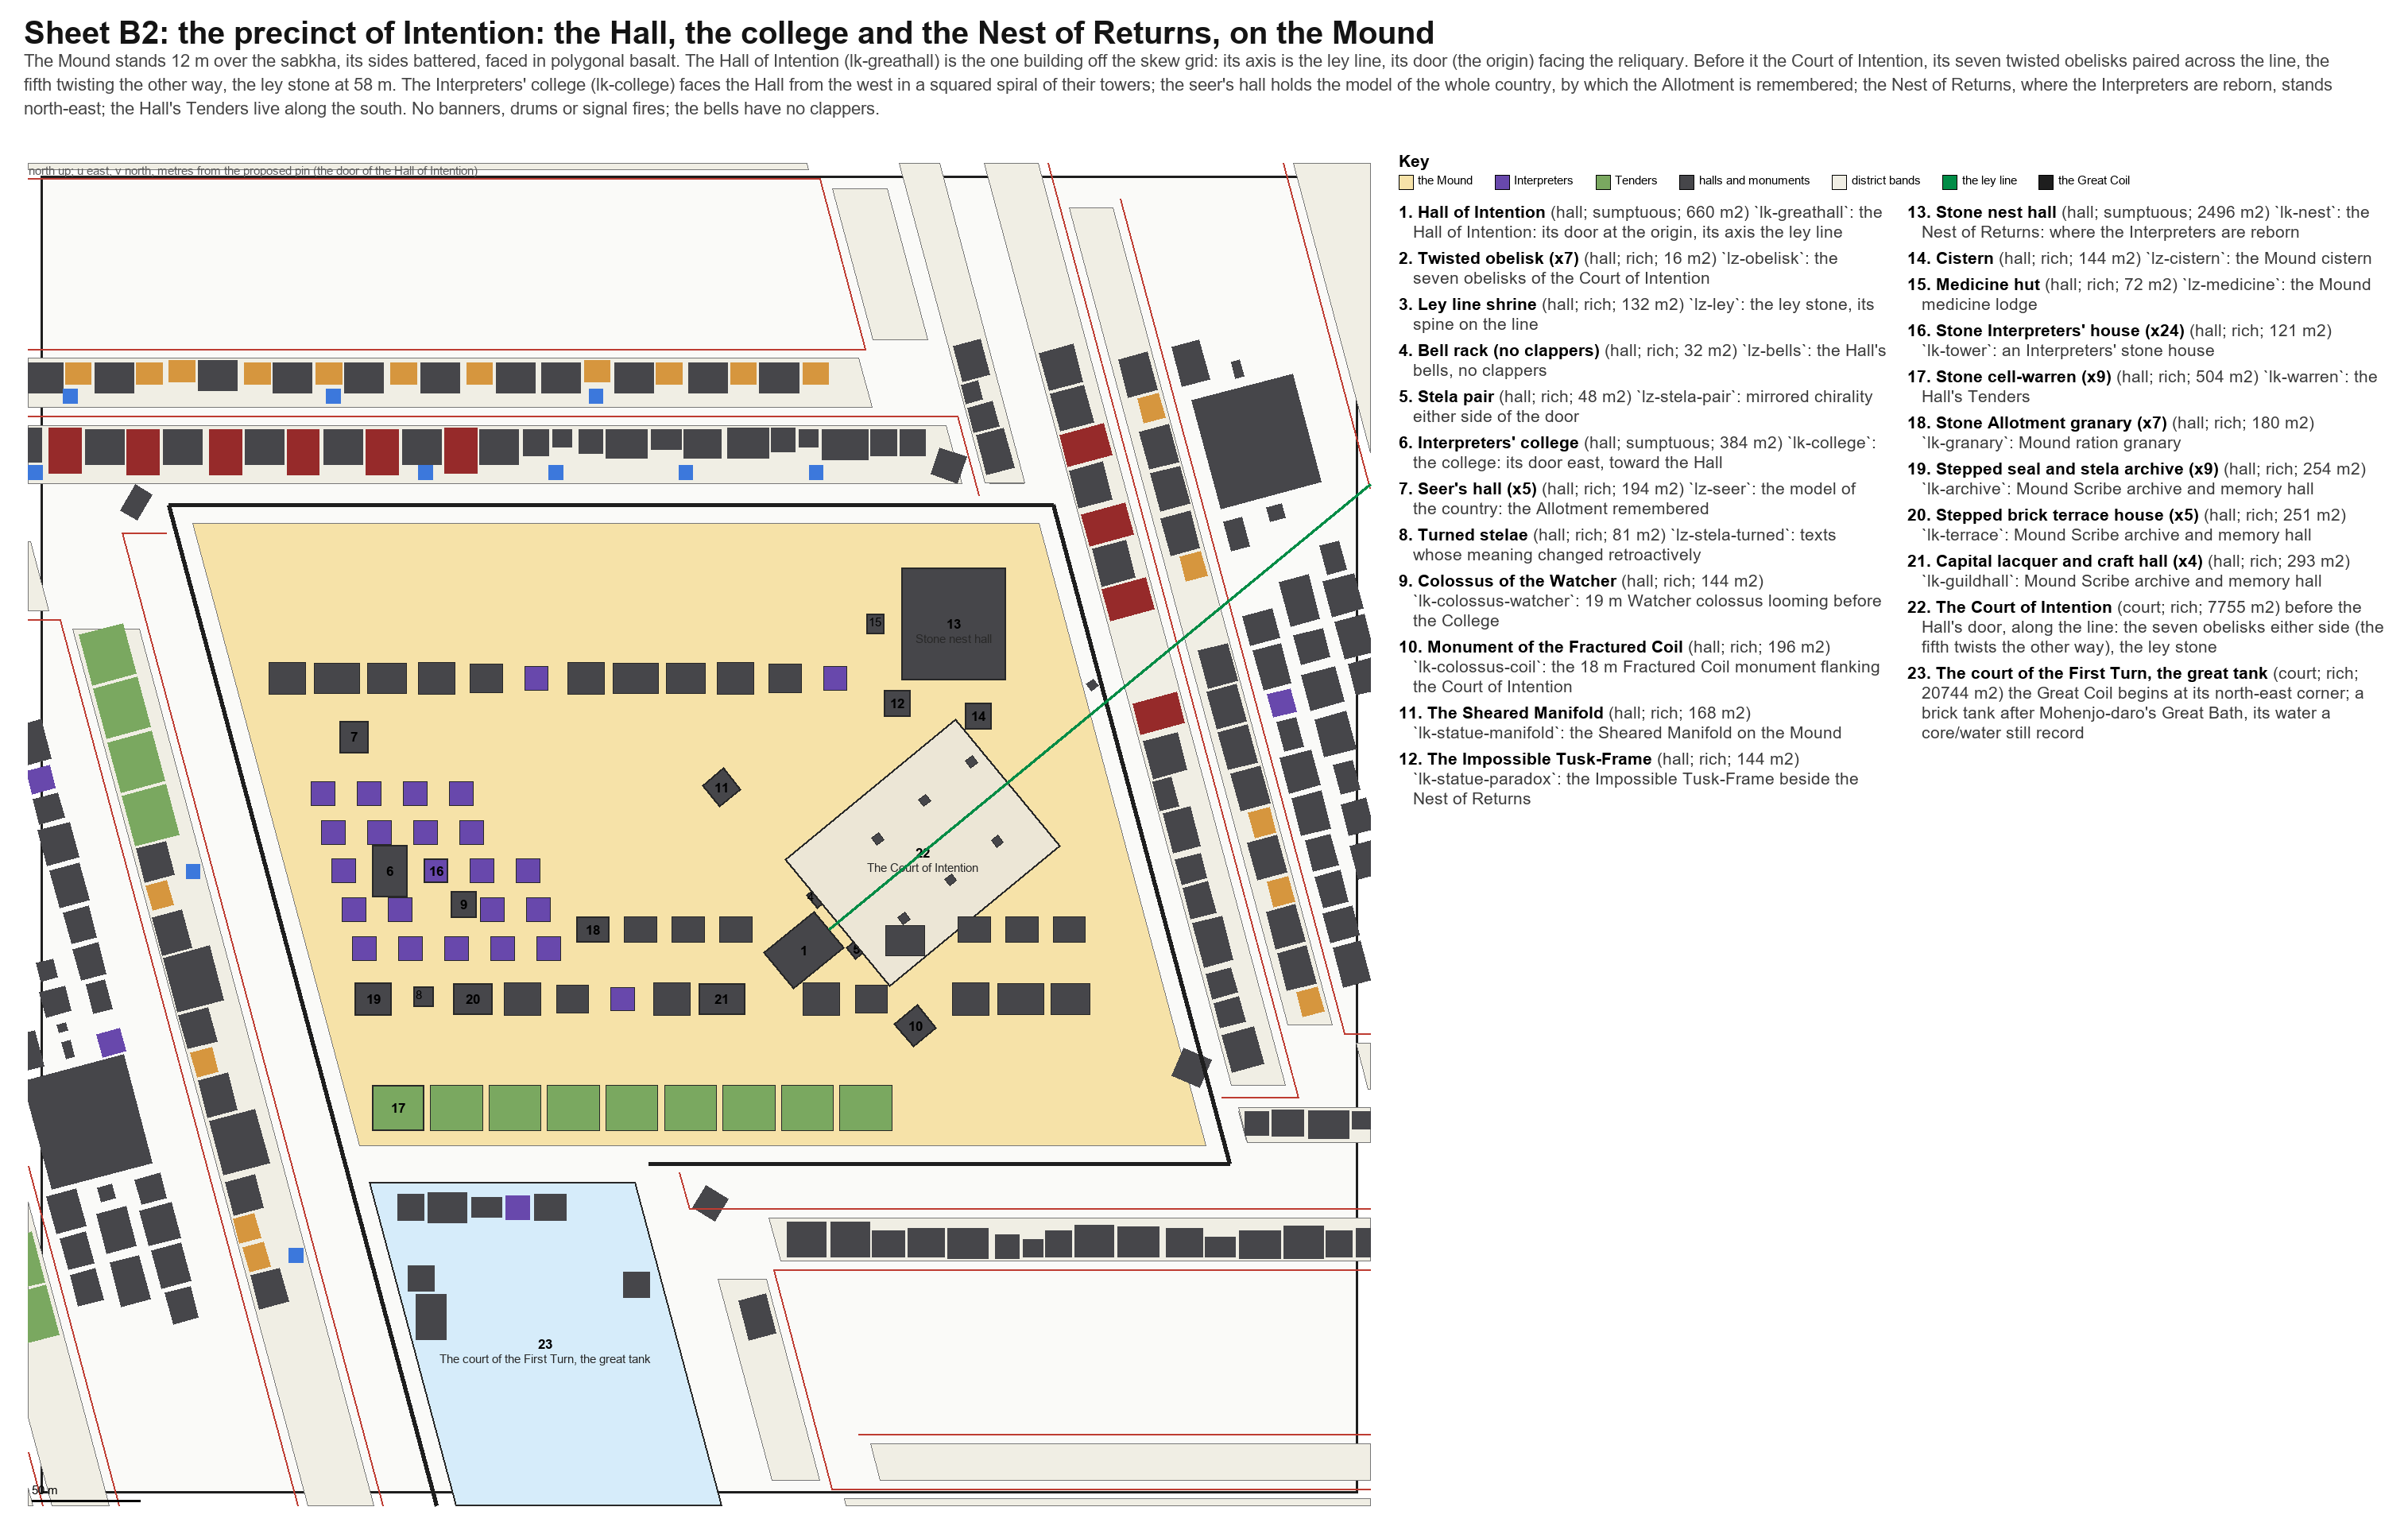 Sheet B2: the precinct of Intention: the Hall, the college and the Nest of Returns, on the Mound
The Mound stands 12 m over the sabkha, its sides battered, faced in polygonal basalt. The Hall of Intention (lk-greathall) is the one building off the skew grid: its axis is the ley line, its door (the origin) facing the reliquary. Before it the Court of Intention, its seven twisted obelisks paired across the line, the
fifth twisting the other way, the ley stone at 58 m. The Interpreters' college (lk-college) faces the Hall from the west in a squared spiral of their towers; the seer's hall holds the model of the whole country, by which the Allotment is remembered; the Nest of Returns, where the Interpreters are reborn, stands
north-east; the Hall's Tenders live along the south. No banners, drums or signal fires; the bells have no clappers.
north up; u east, v north, metres from the proposed pin (the door of the Hall of Intention)
15
13
Stone nest hall
12
14
7
11
22
The Court of Intention
6
16
9
18
1
5
19
8
20
21
10
17
23
The court of the First Turn, the great tank
50 m
Key
the Mound
Interpreters
Tenders
halls and monuments
district bands
the ley line
the Great Coil
1. Hall of Intention (hall; sumptuous; 660 m2) `lk-greathall`: the
Hall of Intention: its door at the origin, its axis the ley line
2. Twisted obelisk (x7) (hall; rich; 16 m2) `lz-obelisk`: the
seven obelisks of the Court of Intention
3. Ley line shrine (hall; rich; 132 m2) `lz-ley`: the ley stone, its
spine on the line
4. Bell rack (no clappers) (hall; rich; 32 m2) `lz-bells`: the Hall's
bells, no clappers
5. Stela pair (hall; rich; 48 m2) `lz-stela-pair`: mirrored chirality
either side of the door
6. Interpreters' college (hall; sumptuous; 384 m2) `lk-college`:
the college: its door east, toward the Hall
7. Seer's hall (x5) (hall; rich; 194 m2) `lz-seer`: the model of
the country: the Allotment remembered
8. Turned stelae (hall; rich; 81 m2) `lz-stela-turned`: texts
whose meaning changed retroactively
9. Colossus of the Watcher (hall; rich; 144 m2)
`lk-colossus-watcher`: 19 m Watcher colossus looming before
the College
10. Monument of the Fractured Coil (hall; rich; 196 m2)
`lk-colossus-coil`: the 18 m Fractured Coil monument flanking
the Court of Intention
11. The Sheared Manifold (hall; rich; 168 m2)
`lk-statue-manifold`: the Sheared Manifold on the Mound
12. The Impossible Tusk-Frame (hall; rich; 144 m2)
`lk-statue-paradox`: the Impossible Tusk-Frame beside the
Nest of Returns
13. Stone nest hall (hall; sumptuous; 2496 m2) `lk-nest`: the
Nest of Returns: where the Interpreters are reborn
14. Cistern (hall; rich; 144 m2) `lz-cistern`: the Mound cistern
15. Medicine hut (hall; rich; 72 m2) `lz-medicine`: the Mound
medicine lodge
16. Stone Interpreters' house (x24) (hall; rich; 121 m2)
`lk-tower`: an Interpreters' stone house
17. Stone cell-warren (x9) (hall; rich; 504 m2) `lk-warren`: the
Hall's Tenders
18. Stone Allotment granary (x7) (hall; rich; 180 m2)
`lk-granary`: Mound ration granary
19. Stepped seal and stela archive (x9) (hall; rich; 254 m2)
`lk-archive`: Mound Scribe archive and memory hall
20. Stepped brick terrace house (x5) (hall; rich; 251 m2)
`lk-terrace`: Mound Scribe archive and memory hall
21. Capital lacquer and craft hall (x4) (hall; rich; 293 m2)
`lk-guildhall`: Mound Scribe archive and memory hall
22. The Court of Intention (court; rich; 7755 m2) before the
Hall's door, along the line: the seven obelisks either side (the
fifth twists the other way), the ley stone
23. The court of the First Turn, the great tank (court; rich;
20744 m2) the Great Coil begins at its north-east corner; a
brick tank after Mohenjo-daro's Great Bath, its water a
core/water still record